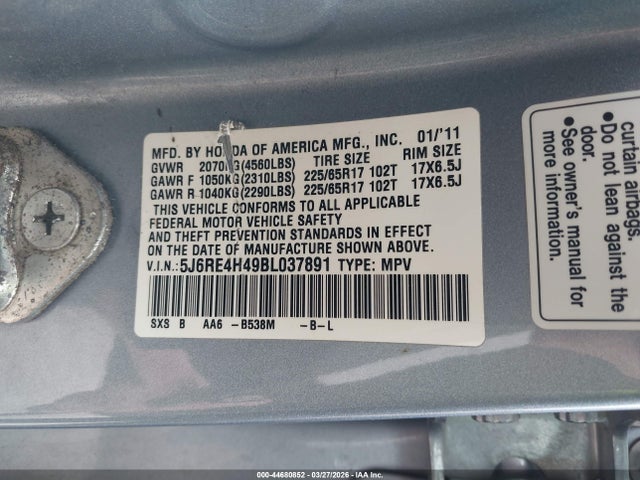 MFD. BY HONDA OF AMERICA MFG., INC. 01/'11
GVWR 2070KG(4560LBS) TIRE SIZE RIM SIZE
GAWR F 1050KG(2310LBS) 225/65R17 102T 17X6.5J
GAWR R 1040KG(2290LBS) 225/65R17 102T 17X6.5J
THIS VEHICLE CONFORMS TO ALL APPLICABLE
FEDERAL MOTOR VEHICLE SAFETY
AND THEFT PREVENTION STANDARDS IN EFFECT
ON THE DATE OF MANUFACTURE SHOWN ABOVE.
V.I.N.:5J6RE4H49BL037891 TYPE: MPV
SXS B AA6 -B538M -B-L
curtain airbags.
• Do not lean against the
door.
• See owner's manual for
more information.
000-44680852 | 03/27/2026 | IAA Inc.